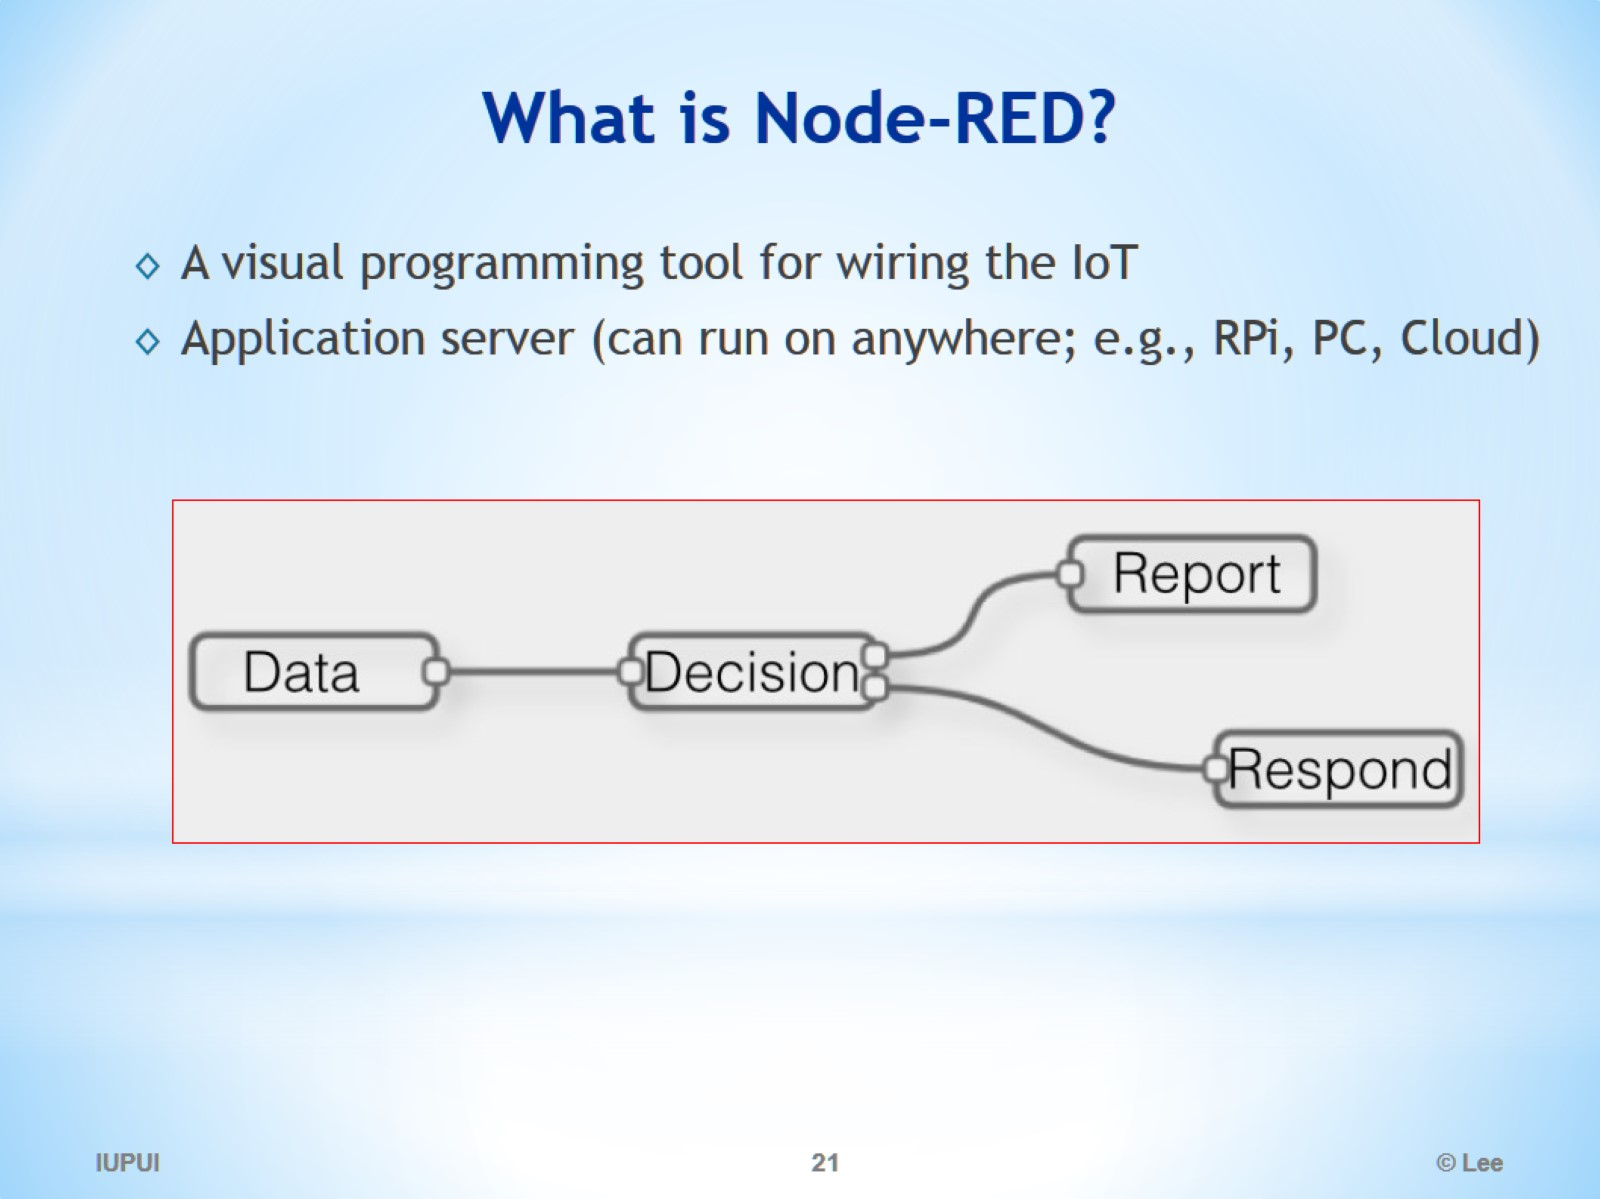 What is Node-RED?
◇ A visual programming tool for wiring the IoT
◇ Application server (can run on anywhere; e.g., RPi, PC, Cloud)
Report
Data
Decision
Respond
IUPUI
21
© Lee